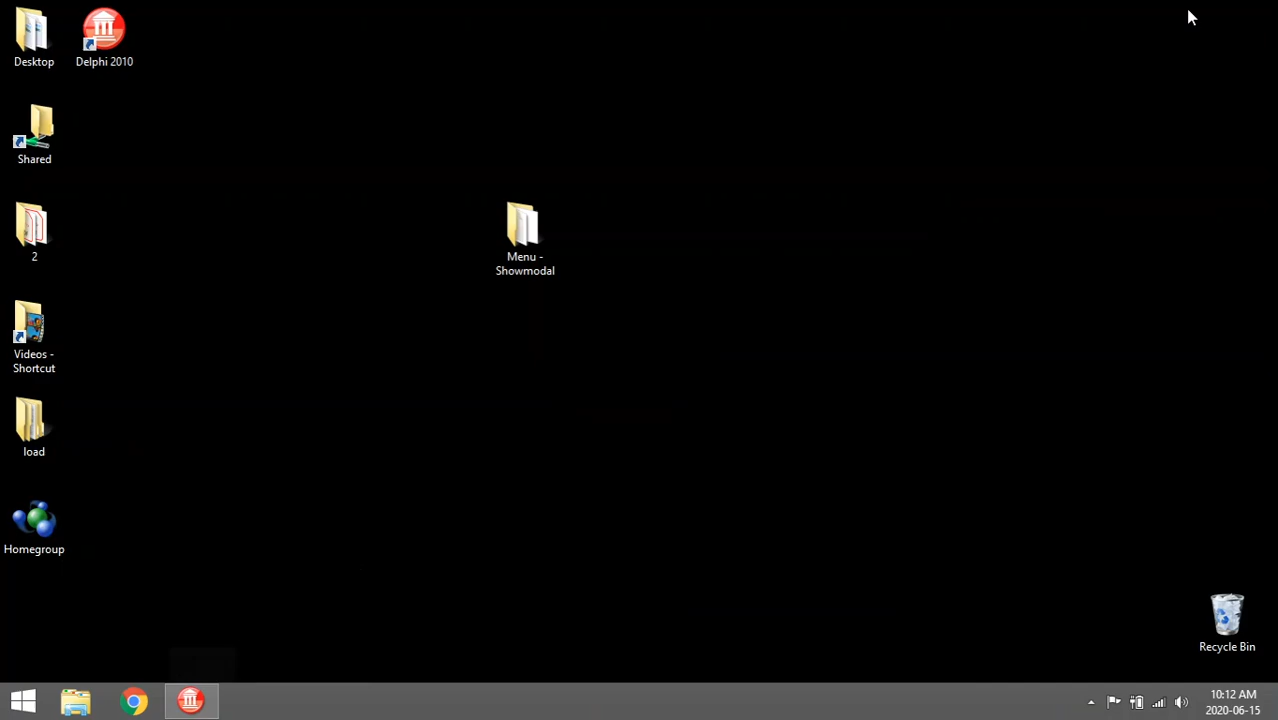 Desktop
Delphi 2010
Shared
2
Menu -
Showmodal
Videos -
Shortcut
load
Homegroup
Recycle Bin
10:12 AM
2020-06-15